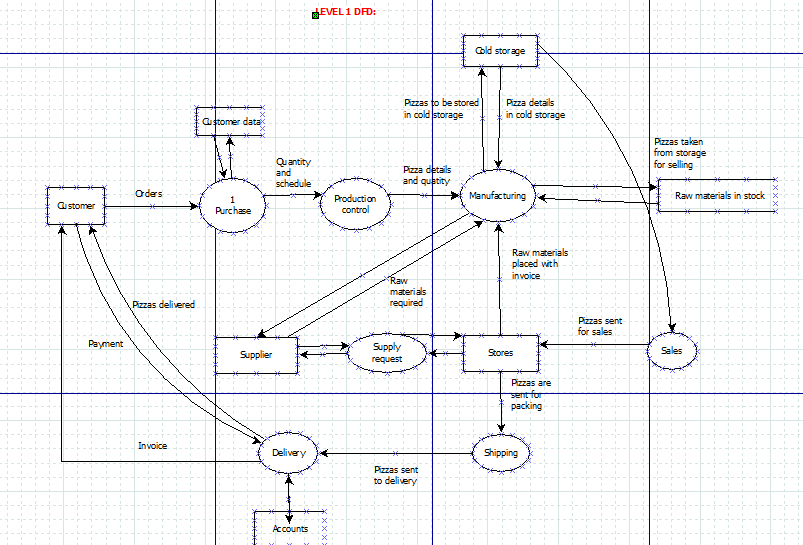 LEVEL 1 DFD:
Cold storage
Pizzas to be stored
in cold storage
Pizza details
in cold storage
Customer data
Pizzas taken
from storage
for selling
Quantity
and
schedule
Pizza details
and quatity
Orders
Customer
1
Purchase
Production
control
Manufacturing
Raw materials in stock
Raw materials
placed with
invoice
Raw
materials
required
Pizzas delivered
Payment
Pizzas sent
for sales
Supplier
Supply
request
Stores
Sales
Pizzas are
sent for
packing
Invoice
Delivery
Shipping
Pizzas sent
to delivery
Accounts